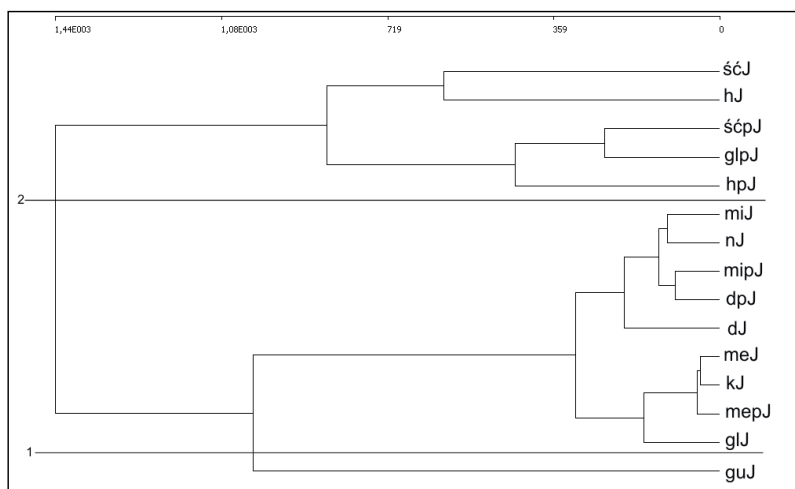 1,44E003 1,08E003 719 359 0
śćJ
hJ
śćpJ
glpJ
hpJ
2
miJ
nJ
mipJ
dpJ
dJ
meJ
kJ
mepJ
glJ
1
guJ